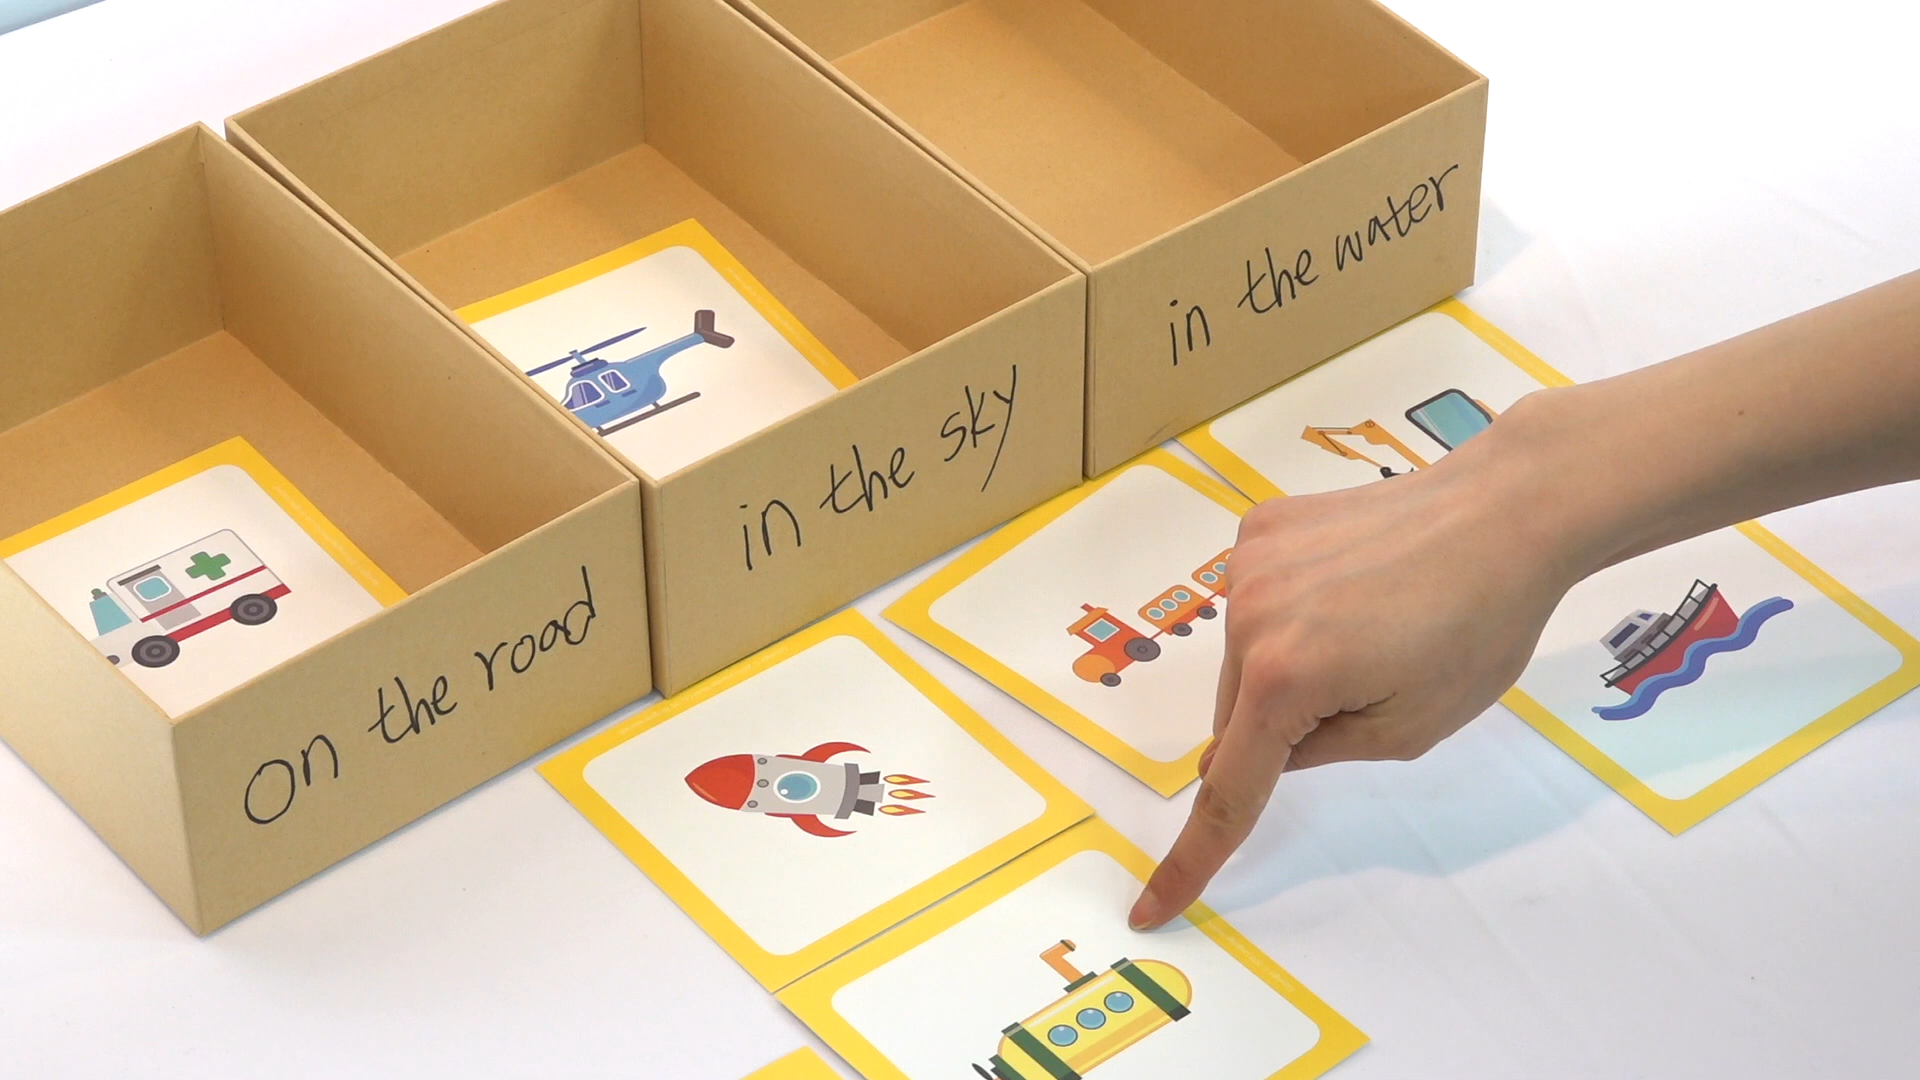 on the road
in the sky
in the water